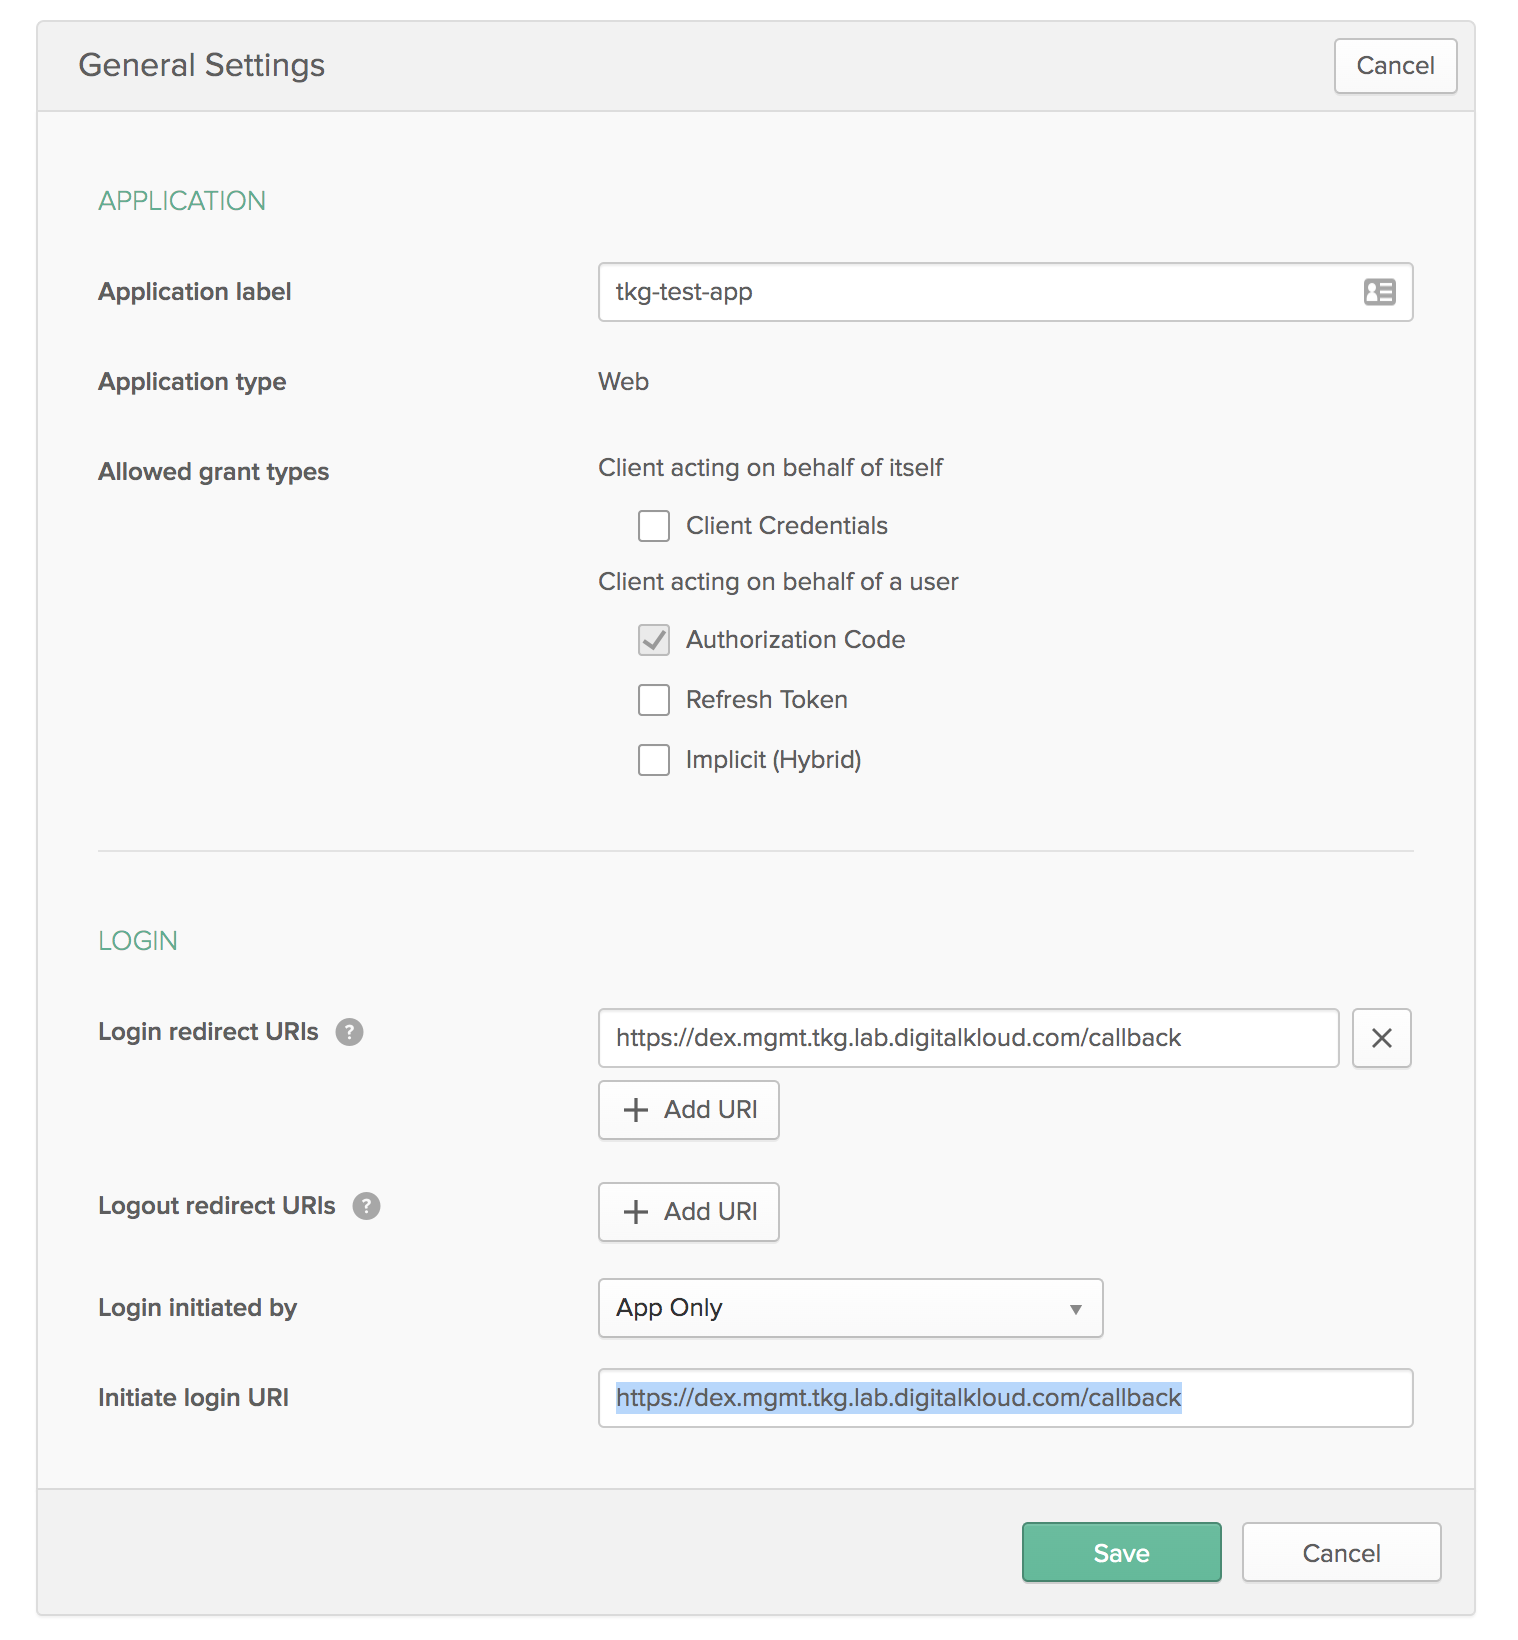 General Settings
Cancel
APPLICATION
Application label
tkg-test-app
Application type
Web
Allowed grant types
Client acting on behalf of itself
Client Credentials
Client acting on behalf of a user
Authorization Code
Refresh Token
Implicit (Hybrid)
LOGIN
Login redirect URIs ?
https://dex.mgmt.tkg.lab.digitalkloud.com/callback
+ Add URI
Logout redirect URIs ?
+ Add URI
Login initiated by
App Only
Initiate login URI
https://dex.mgmt.tkg.lab.digitalkloud.com/callback
Save
Cancel